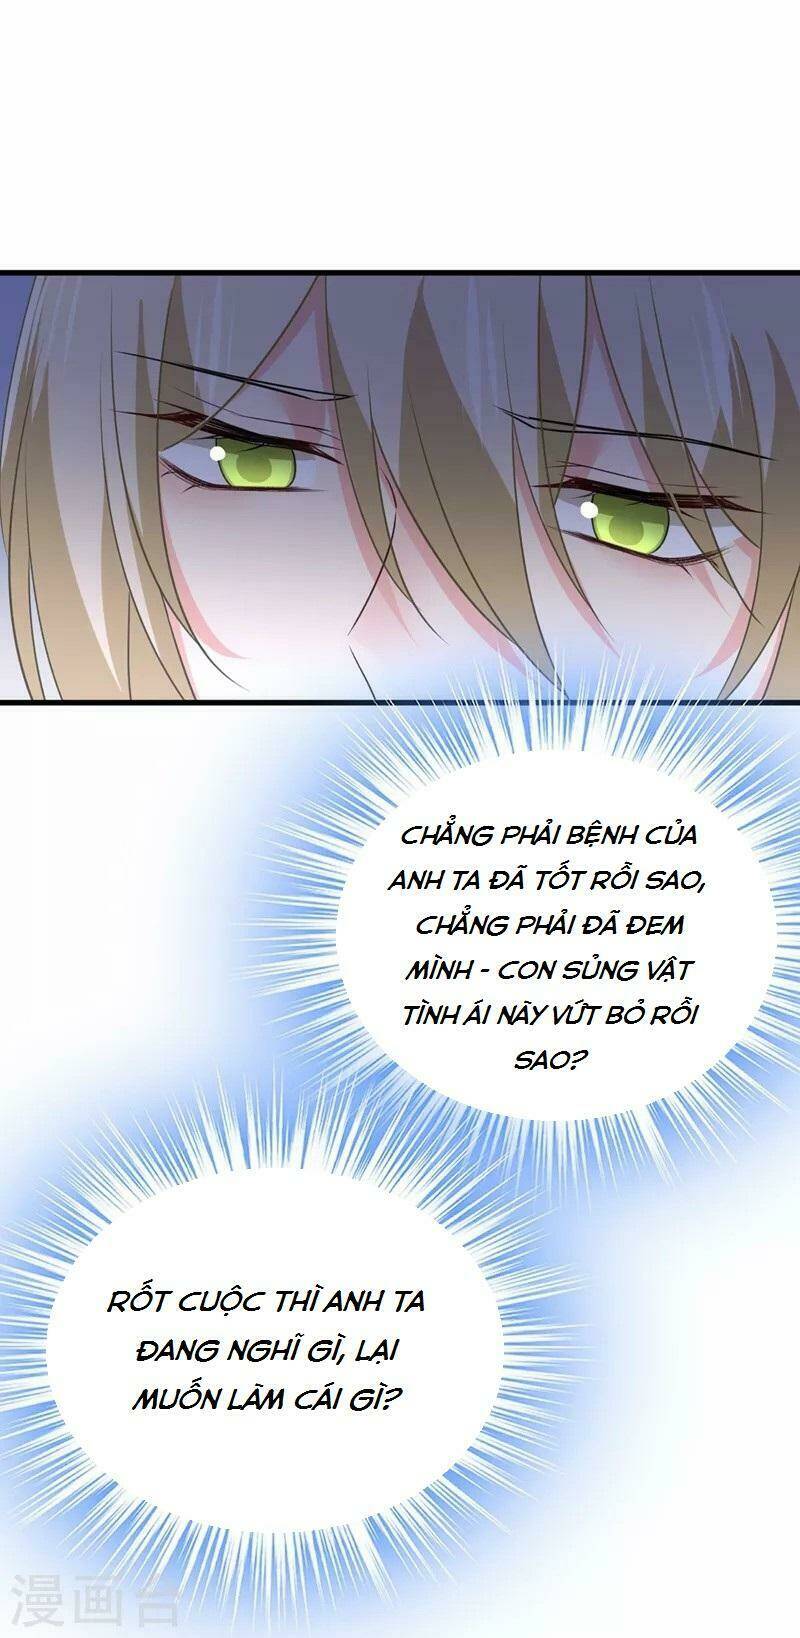 CHẲNG PHẢI BỆNH CỦA
ANH TA ĐÃ TỐT RỒI SAO,
CHẲNG PHẢI ĐÃ ĐEM
MÌNH - CON SỦNG VẬT
TÌNH ÁI NÀY VỨT BỎ RỒI
SAO?
RỐT CUỘC THÌ ANH TA
ĐANG NGHĨ GÌ, LẠI
MUỐN LÀM CÁI GÌ?
漫画台